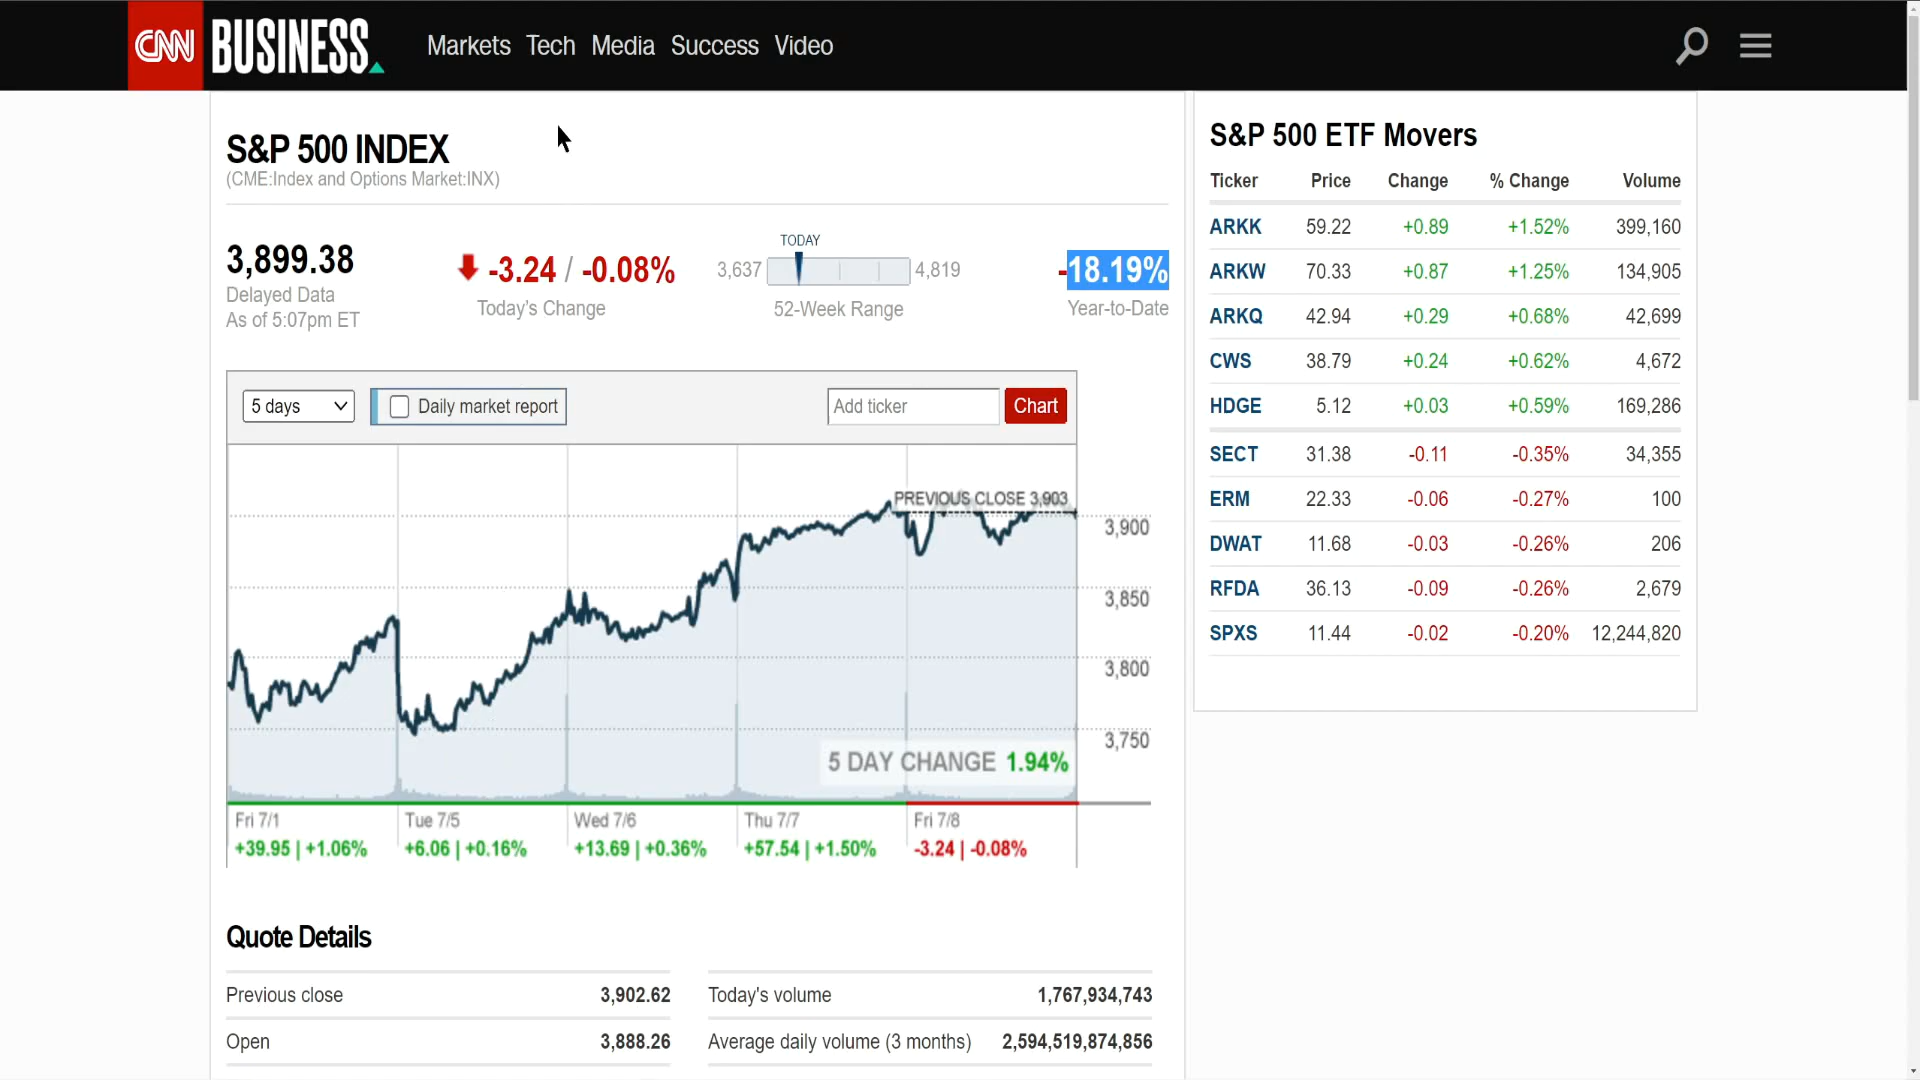 CNN BUSINESS Markets Tech Media Success Video
S&P 500 INDEX
(CME:Index and Options Market:INX)
3,899.38
Delayed Data
As of 5:07pm ET
-3.24 / -0.08%
Today's Change
TODAY
3,637 4,819
52-Week Range
-18.19%
Year-to-Date
5 days
Daily market report
Add ticker
Chart
PREVIOUS CLOSE 3,903
3,900
3,850
3,800
3,750
5 DAY CHANGE 1.94%
Fri 7/1 Tue 7/5 Wed 7/6 Thu 7/7 Fri 7/8
+39.95 | +1.06% +6.06 | +0.16% +13.69 | +0.36% +57.54 | +1.50% -3.24 | -0.08%
Quote Details
Previous close 3,902.62
Open 3,888.26
Today's volume 1,767,934,743
Average daily volume (3 months) 2,594,519,874,856
S&P 500 ETF Movers
Ticker Price Change % Change Volume
ARKK 59.22 +0.89 +1.52% 399,160
ARKW 70.33 +0.87 +1.25% 134,905
ARKQ 42.94 +0.29 +0.68% 42,699
CWS 38.79 +0.24 +0.62% 4,672
HDGE 5.12 +0.03 +0.59% 169,286
SECT 31.38 -0.11 -0.35% 34,355
ERM 22.33 -0.06 -0.27% 100
DWAT 11.68 -0.03 -0.26% 206
RFDA 36.13 -0.09 -0.26% 2,679
SPXS 11.44 -0.02 -0.20% 12,244,820